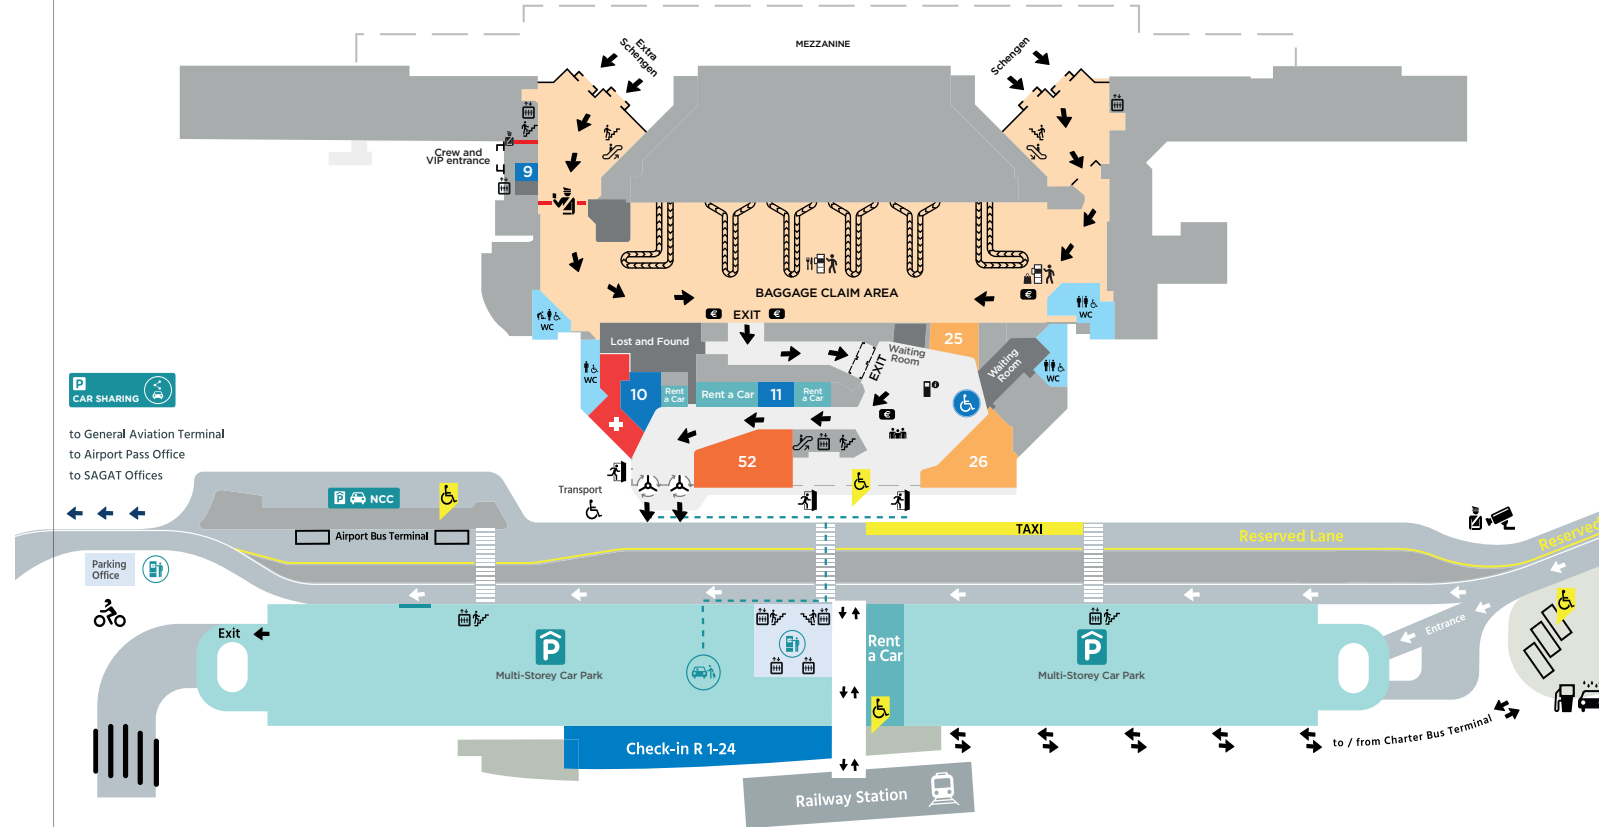 MEZZANINE
Extra
Schengen
Schengen
Crew and
VIP entrance
9
BAGGAGE CLAIM AREA
€
EXIT
€
€
WC
WC
Lost and Found
25
Waiting
Room
EXIT
Waiting
Room
WC
WC
10
Rent
a Car
Rent a Car
11
Rent
a Car
€
52
26
P
CAR SHARING
to General Aviation Terminal
to Airport Pass Office
to SAGAT Offices
P NCC
Transport
Airport Bus Terminal
TAXI
Reserved Lane
Reserved
Parking
Office
Exit
P
Multi-Storey Car Park
Rent
a Car
P
Multi-Storey Car Park
Entrance
Check-in R 1-24
to / from Charter Bus Terminal
Railway Station